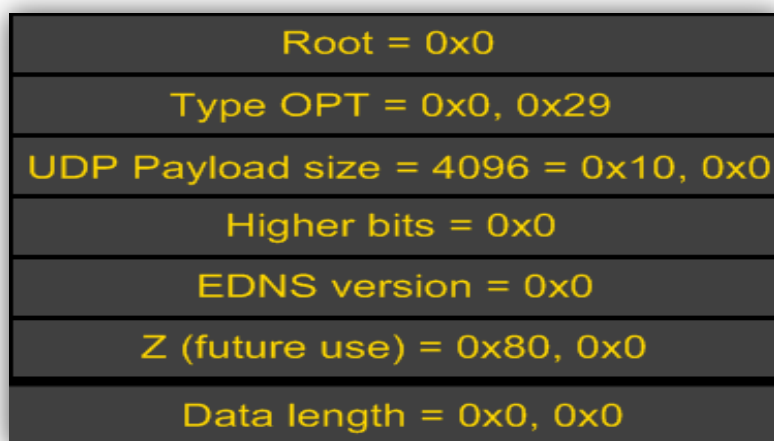 Root = 0x0
Type OPT = 0x0, 0x29
UDP Payload size = 4096 = 0x10, 0x0
Higher bits = 0x0
EDNS version = 0x0
Z (future use) = 0x80, 0x0
Data length = 0x0, 0x0